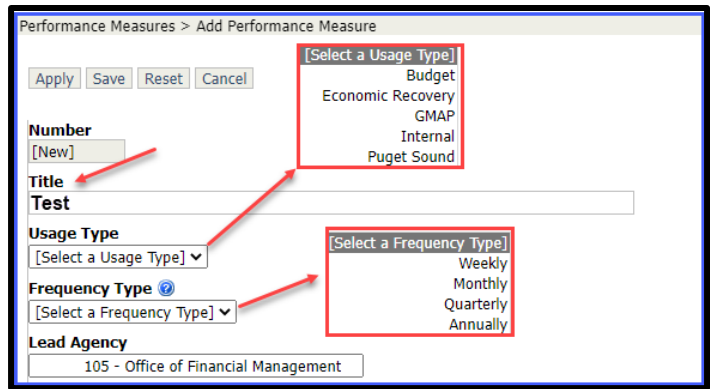 Performance Measures > Add Performance Measure
[Select a Usage Type]
Budget
Economic Recovery
GMAP
Internal
Puget Sound
Apply Save Reset Cancel
Number
[New]
Title
Test
Usage Type
[Select a Usage Type]
[Select a Frequency Type]
Weekly
Monthly
Quarterly
Annually
Frequency Type ?
[Select a Frequency Type]
Lead Agency
105 - Office of Financial Management